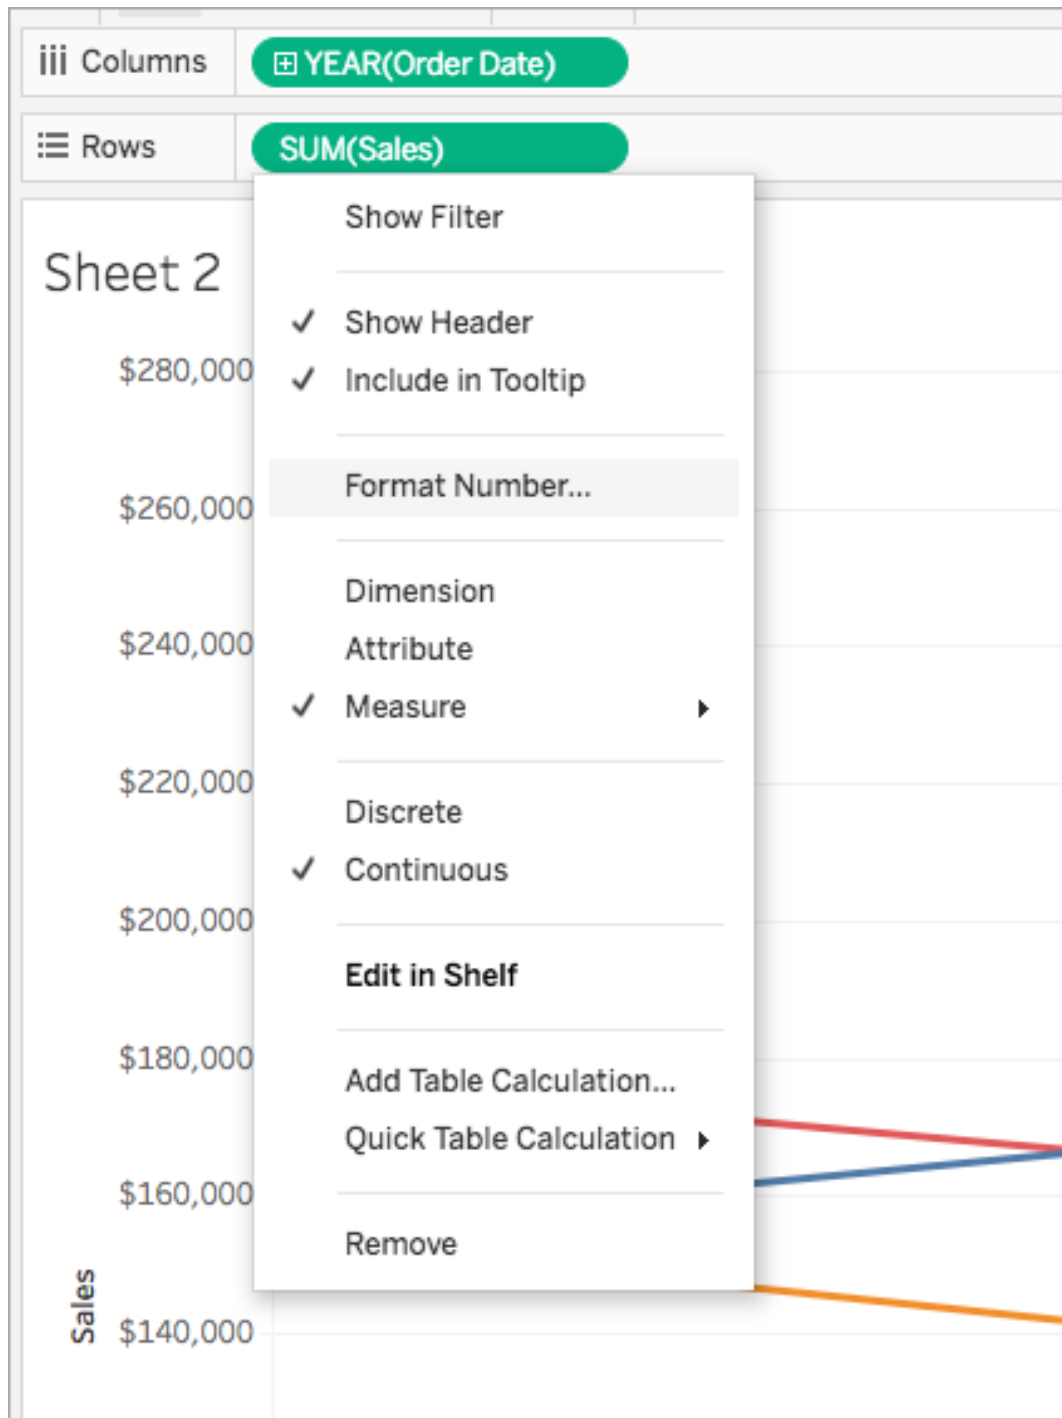 Columns
YEAR(Order Date)
Rows
SUM(Sales)
Sheet 2
Show Filter
Show Header
Include in Tooltip
Format Number...
Dimension
Attribute
Measure
Discrete
Continuous
Edit in Shelf
Add Table Calculation...
Quick Table Calculation
Remove
$280,000
$260,000
$240,000
$220,000
$200,000
$180,000
$160,000
$140,000
Sales